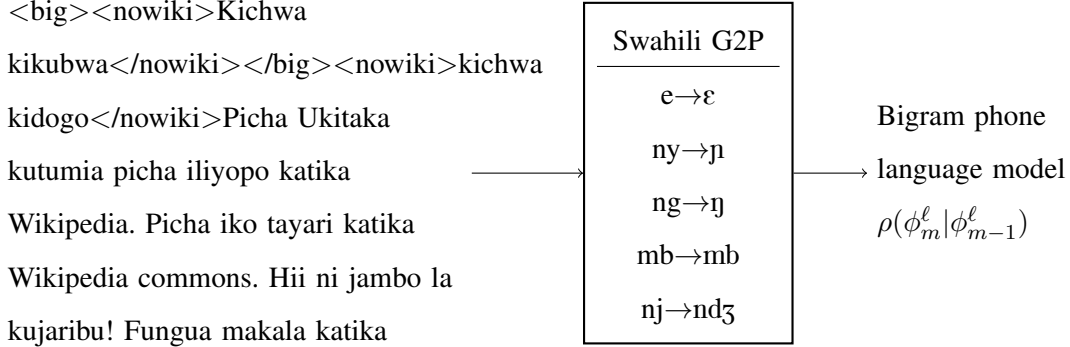 <big><nowiki>Kichwa
kikubwa</nowiki></big><nowiki>kichwa
kidogo</nowiki>Picha Ukitaka
kutumia picha iliyopo katika
Wikipedia. Picha iko tayari katika
Wikipedia commons. Hii ni jambo la
kujaribu! Fungua makala katika
Swahili G2P
e→ɛ
ny→ɲ
ng→ŋ
mb→mb
nj→ndʒ
Bigram phone
language model
ρ(ϕ_m^ℓ|ϕ_{m−1}^ℓ)